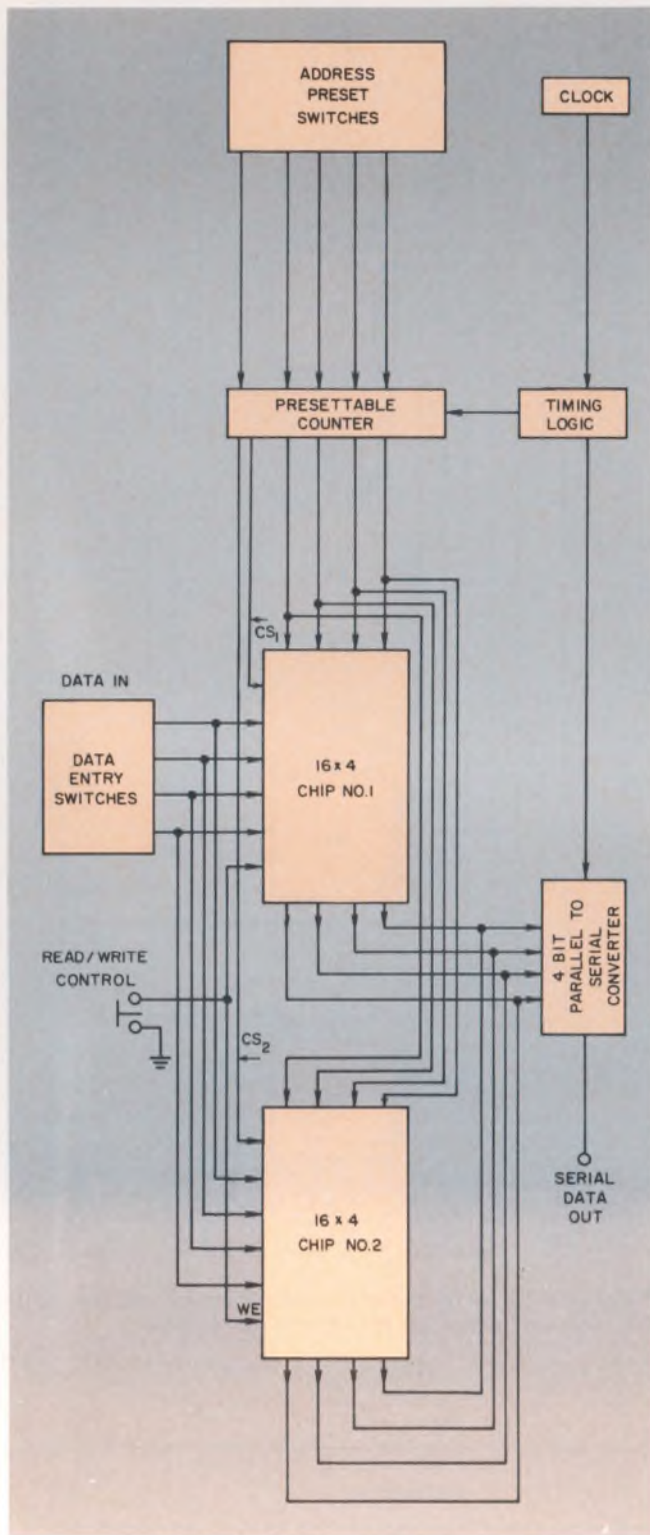 ADDRESS
PRESET
SWITCHES
CLOCK
PRESETTABLE
COUNTER
TIMING
LOGIC
CS₁
DATA IN
DATA
ENTRY
SWITCHES
16 x 4
CHIP NO.1
READ/WRITE
CONTROL
4 BIT
PARALLEL TO
SERIAL
CONVERTER
CS₂
SERIAL
DATA
OUT
16 x 4
CHIP NO.2
WE